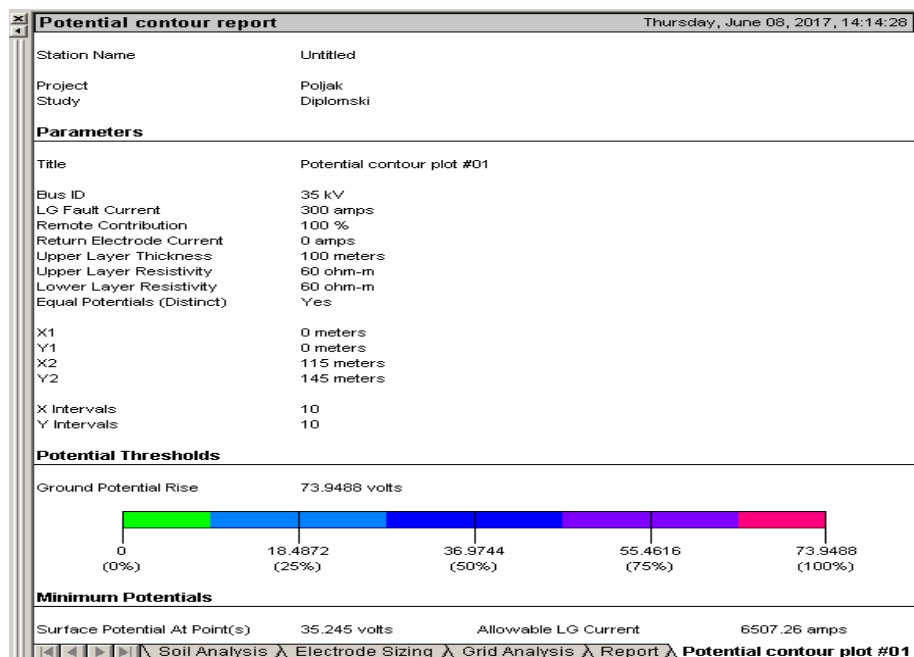 Potential contour report Thursday, June 08, 2017, 14:14:28
Station Name Untitled
Project Poljak
Study Diplomski
Parameters
Title Potential contour plot #01
Bus ID 35 kV
LG Fault Current 300 amps
Remote Contribution 100 %
Return Electrode Current 0 amps
Upper Layer Thickness 100 meters
Upper Layer Resistivity 60 ohm-m
Lower Layer Resistivity 60 ohm-m
Equal Potentials (Distinct) Yes
X1 0 meters
Y1 0 meters
X2 115 meters
Y2 145 meters
X Intervals 10
Y Intervals 10
Potential Thresholds
Ground Potential Rise 73.9488 volts
0 18.4872 36.9744 55.4616 73.9488
(0%) (25%) (50%) (75%) (100%)
Minimum Potentials
Surface Potential At Point(s) 35.245 volts Allowable LG Current 6507.26 amps
Soil Analysis Electrode Sizing Grid Analysis Report Potential contour plot #01